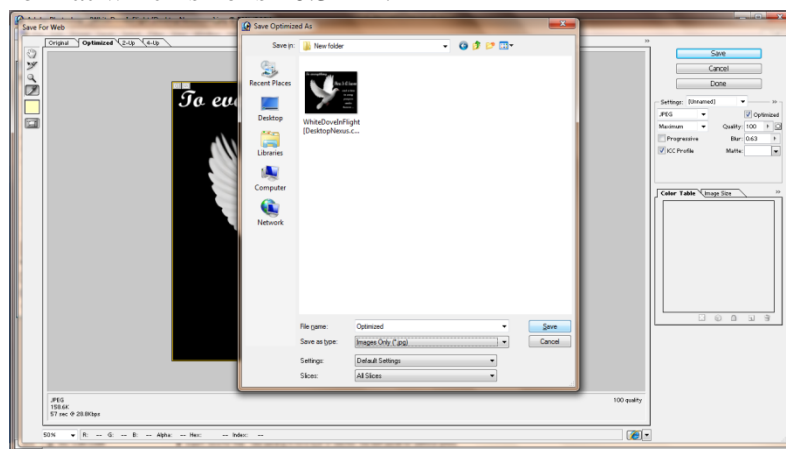 Save For Web
Save Optimized As
Original
Optimized
2-Up
4-Up
Save in:
New folder
Recent Places
Desktop
Libraries
Computer
Network
WhiteDoveInFlight
[DesktopNexus.c...
To ev
File name:
Optimized
Save
Save as type:
Images Only (*.jpg)
Cancel
Settings:
Default Settings
Slices:
All Slices
Save
Cancel
Done
Settings: [Unnamed]
JPEG
Optimized
Maximum
Quality: 100
Progressive
Blur: 0.63
ICC Profile
Matte:
Color Table
Image Size
JPEG
158.6K
57 sec @ 28.8Kbps
100 quality
50%
R: -- G: -- B: -- Alpha: -- Hex: -- Index: --